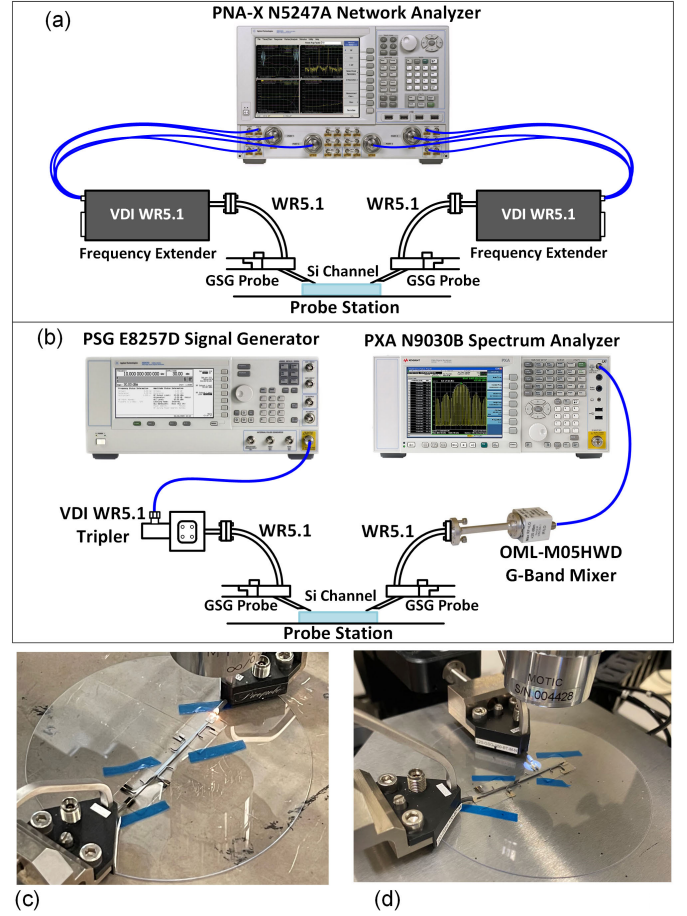 (a)
PNA-X N5247A Network Analyzer
WR5.1
WR5.1
VDI WR5.1
VDI WR5.1
Frequency Extender
Frequency Extender
Si Channel
GSG Probe
GSG Probe
Probe Station
(b)
PSG E8257D Signal Generator
PXA N9030B Spectrum Analyzer
PXA
VDI WR5.1
Tripler
WR5.1
WR5.1
OML-M05HWD
G-Band Mixer
Si Channel
GSG Probe
GSG Probe
Probe Station
MOTIC
S/N 004428
(c)
(d)